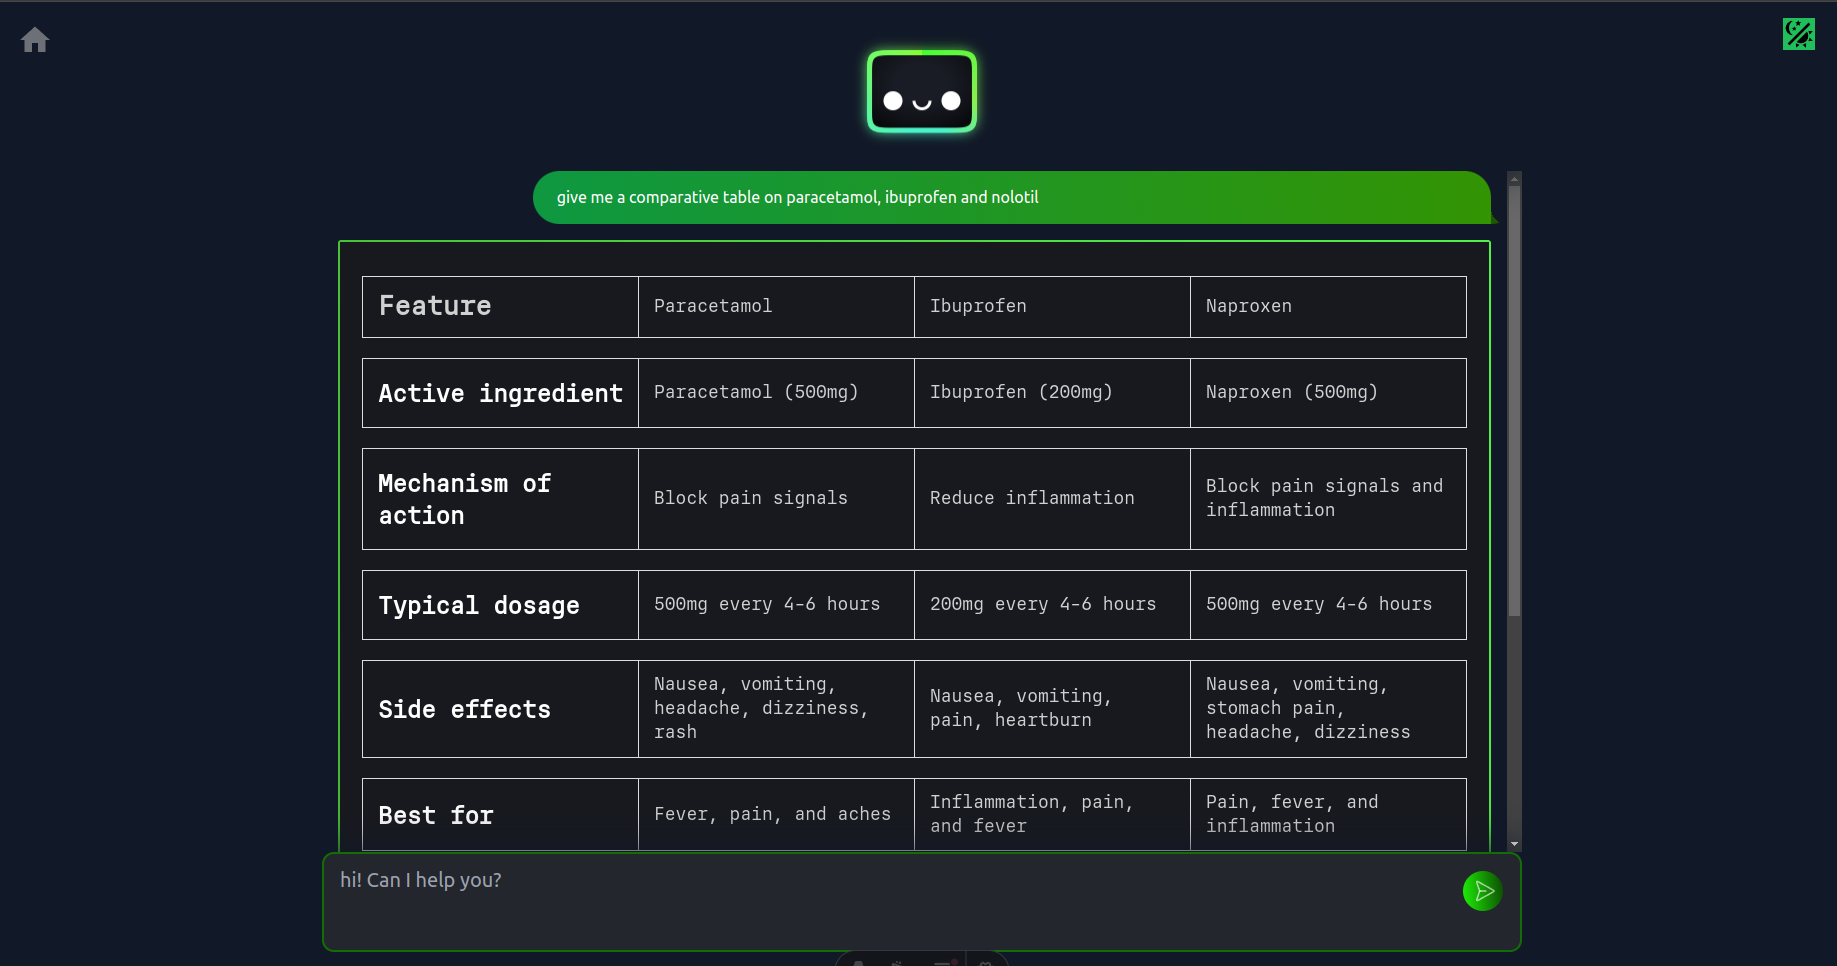 give me a comparative table on paracetamol, ibuprofen and nolotil
Feature
Paracetamol
Ibuprofen
Naproxen
Active ingredient
Paracetamol (500mg)
Ibuprofen (200mg)
Naproxen (500mg)
Mechanism of
action
Block pain signals
Reduce inflammation
Block pain signals and
inflammation
Typical dosage
500mg every 4-6 hours
200mg every 4-6 hours
500mg every 4-6 hours
Side effects
Nausea, vomiting,
headache, dizziness,
rash
Nausea, vomiting,
pain, heartburn
Nausea, vomiting,
stomach pain,
headache, dizziness
Best for
Fever, pain, and aches
Inflammation, pain,
and fever
Pain, fever, and
inflammation
hi! Can I help you?